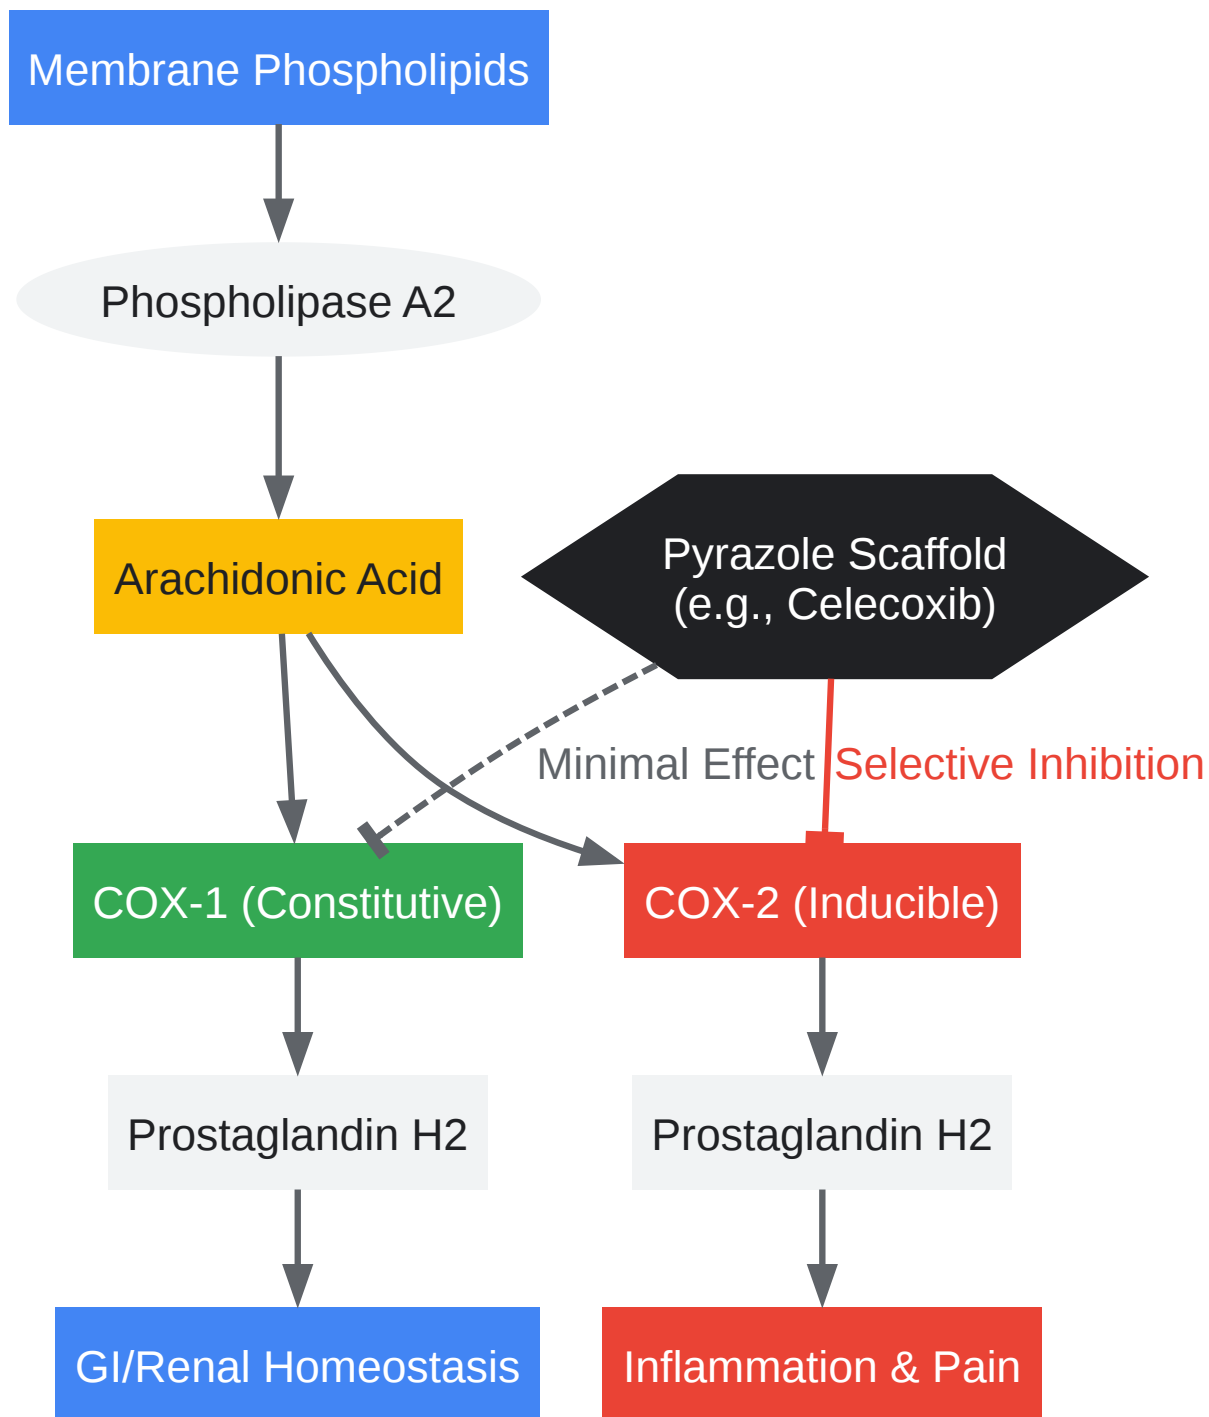 Membrane Phospholipids
Phospholipase A2
Arachidonic Acid
Pyrazole Scaffold
(e.g., Celecoxib)
Minimal Effect
Selective Inhibition
COX-1 (Constitutive)
COX-2 (Inducible)
Prostaglandin H2
Prostaglandin H2
GI/Renal Homeostasis
Inflammation & Pain